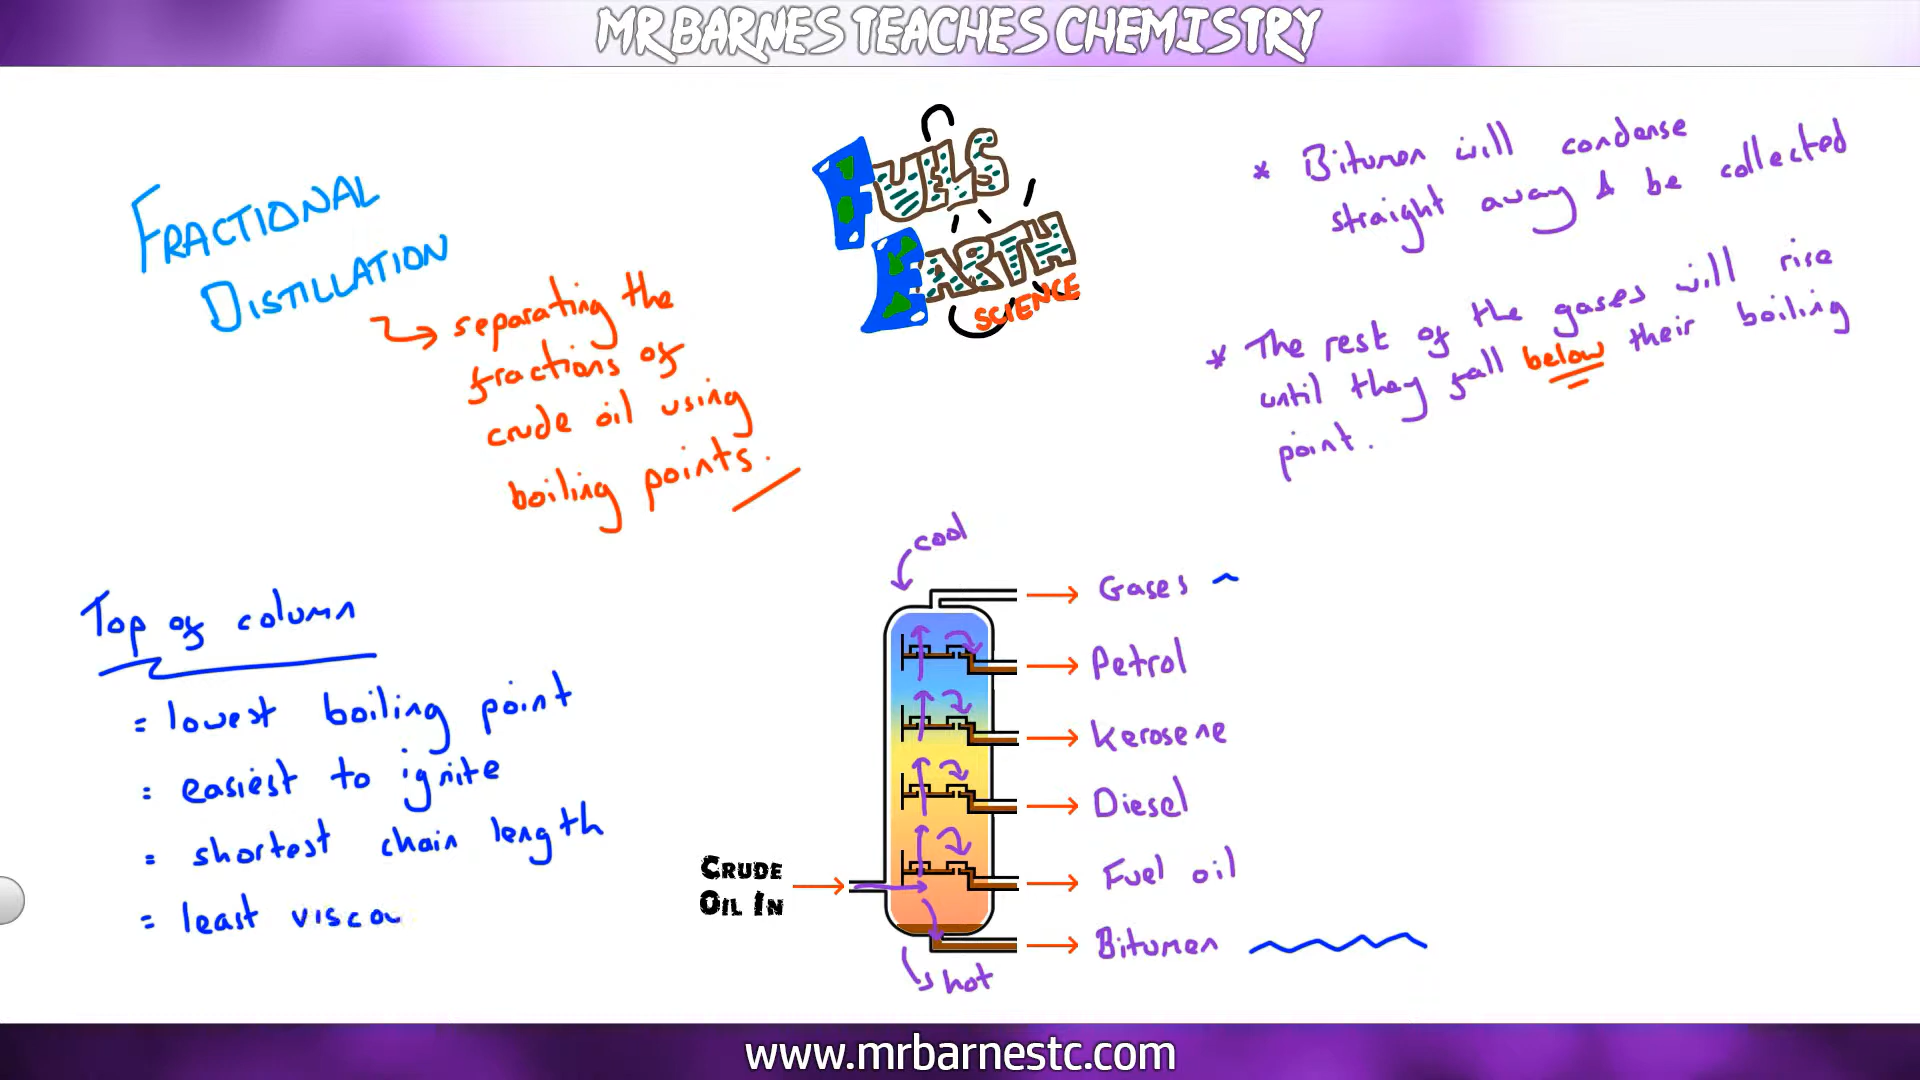 MR BARNES TEACHES CHEMISTRY
FRACTIONAL
DISTILLATION
separating the
fractions of
crude oil using
boiling points.
FUELS
EARTH
SCIENCE
* Bitumen will condense
straight away & be collected
* The rest of the gases will rise
until they fall below their boiling
point.
Top of column
= lowest boiling point
= easiest to ignite
= shortest chain length
= least viscou
cool
Gases
Petrol
Kerosene
Diesel
CRUDE
OIL IN
Fuel oil
Bitumen
hot
www.mrbarnestc.com